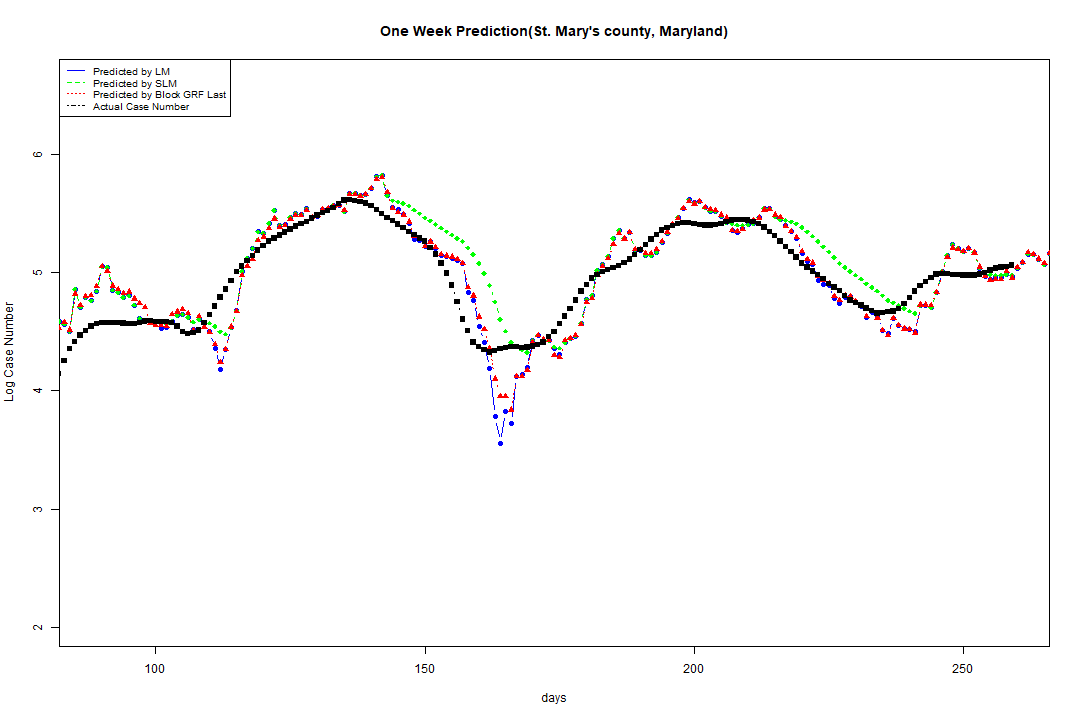 One Week Prediction(St. Mary's county, Maryland)
Predicted by LM
Predicted by SLM
Predicted by Block GRF Last
Actual Case Number
6
5
4
3
2
Log Case Number
100 150 200 250
days